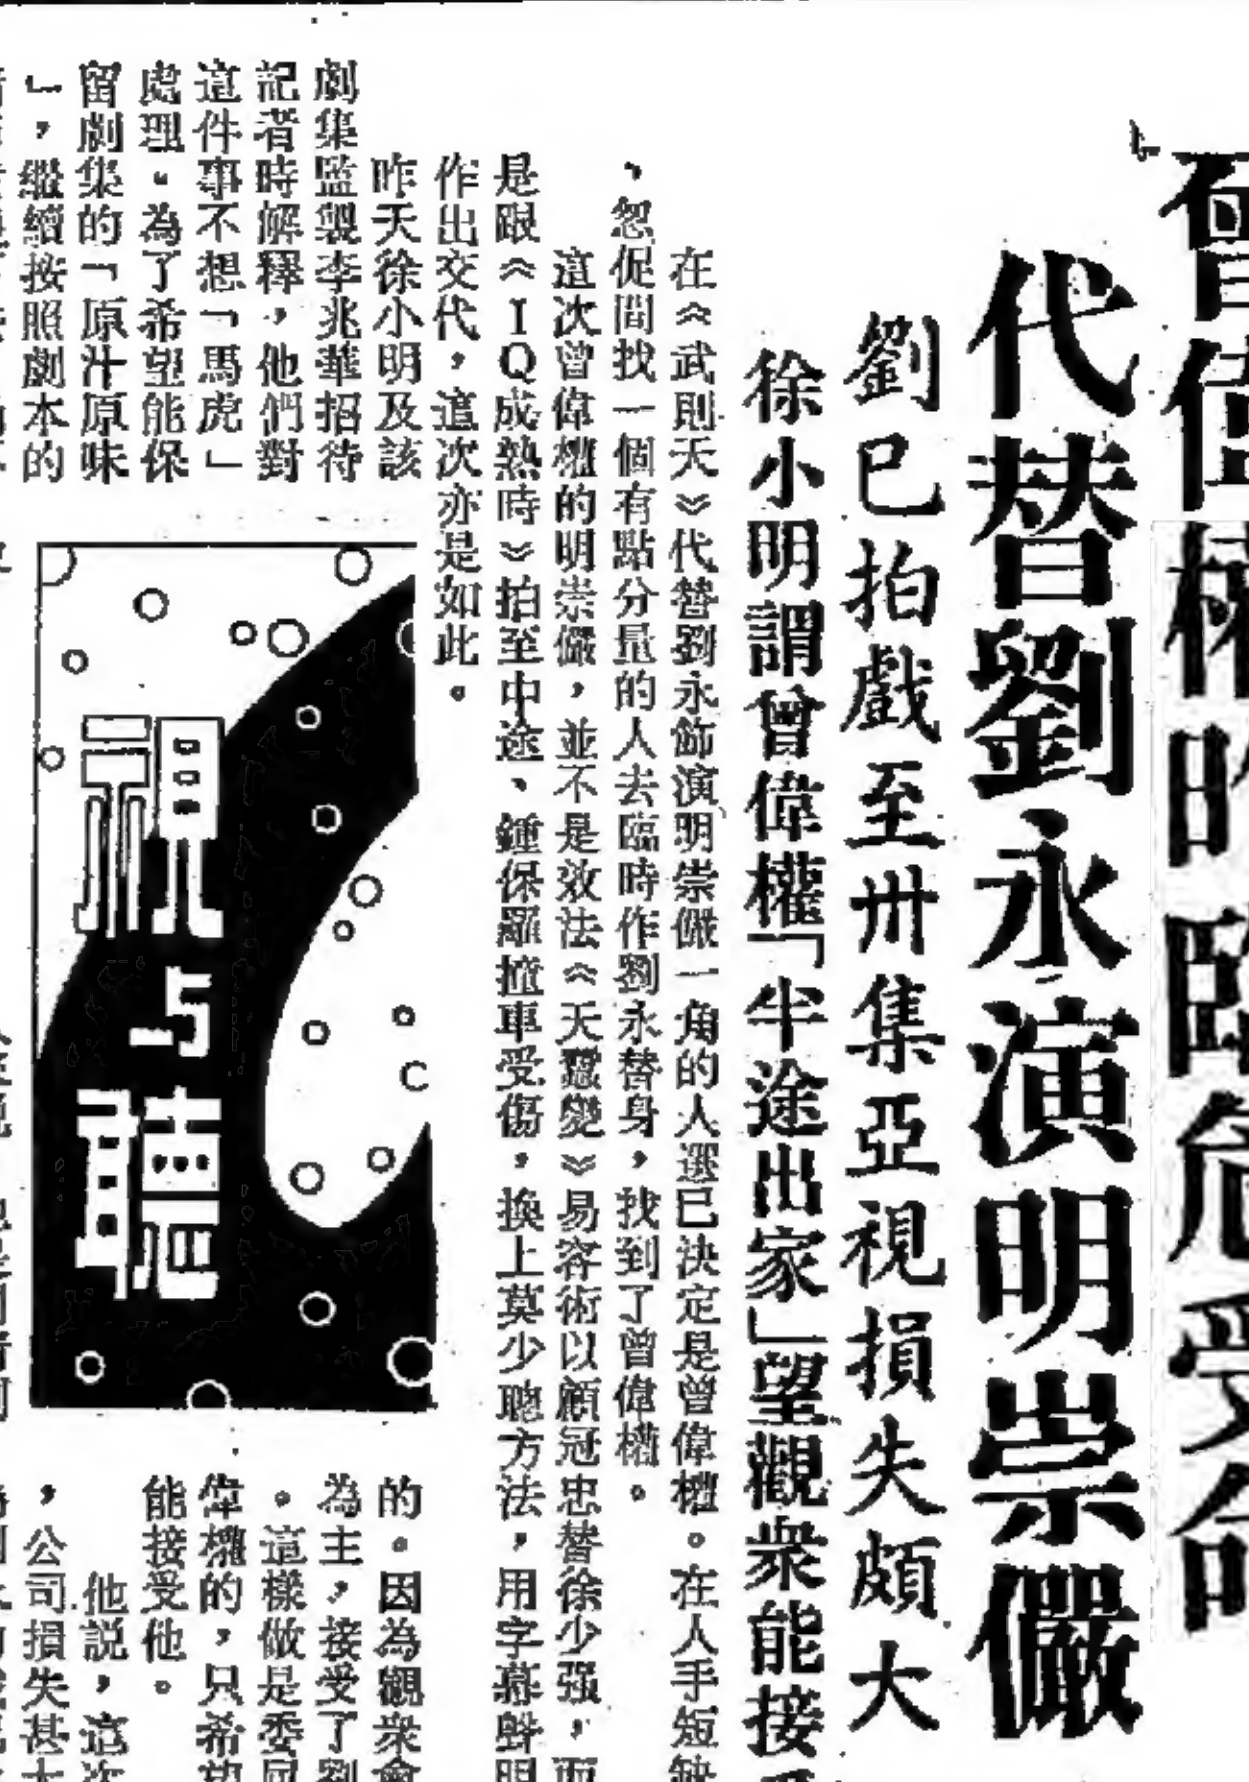 曾偉權昨臨危受命
代替劉永演明崇儼
劉已拍戲至卅集亞視損失頗大
徐小明謂曾偉權「半途出家」望觀衆能接
在《武則天》代替劉永飾演明崇儼一角的人選已決定是曾偉權。在人手短缺
，忽促間找一個有點分量的人去臨時作劉永替身，找到了曾偉權。
這次曾偉權的明崇儼，並不是效法《天蠶變》易容術以顧冠忠替徐少强，而
是跟《IQ成熟時》拍至中途、鍾保羅撞車受傷，換上莫少聰方法，用字幕聲明
作出交代，這次亦是如此。
昨天徐小明及該
劇集監製李兆華招待
記者時解釋，他們對
這件事不想「馬虎」
處理。為了希望能保
留劇集的「原汁原味
」，繼續按照劇本的
視與聽
的。因為觀衆會
為主，接受了劉
。這樣做是委屈
偉權的，只希望
能接受他。
他説，這次
，公司損失甚大